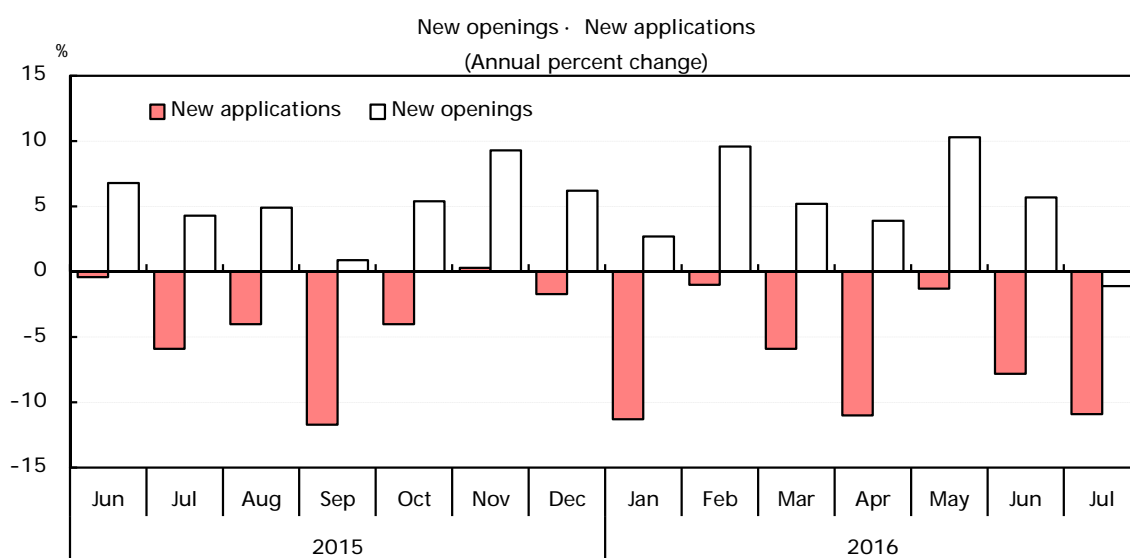 New openings · New applications
(Annual percent change)
%
15
10
5
0
-5
-10
-15
New applications New openings
Jun Jul Aug Sep Oct Nov Dec Jan Feb Mar Apr May Jun Jul
2015 2016